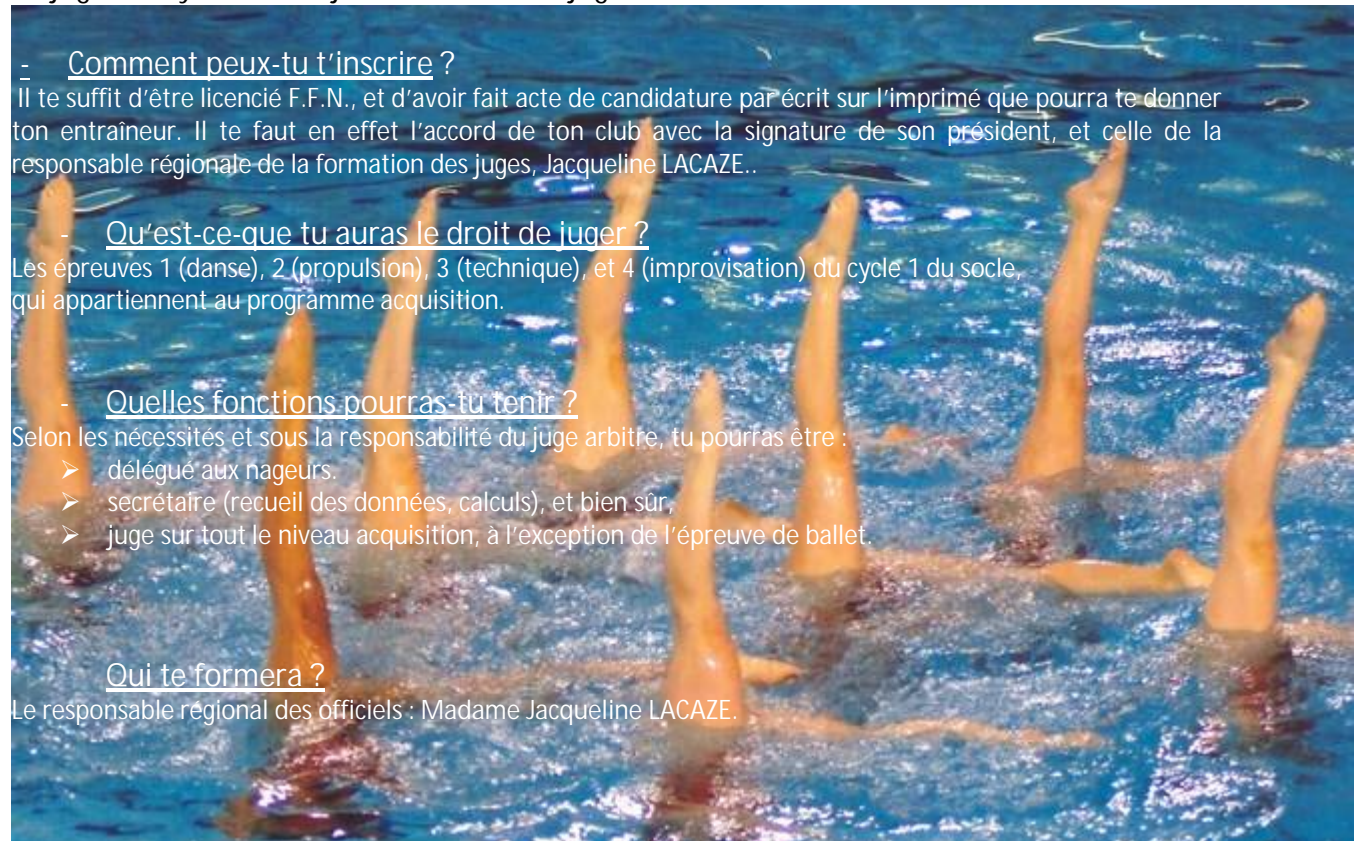 - Comment peux-tu t'inscrire ?
Il te suffit d'être licencié F.F.N., et d'avoir fait acte de candidature par écrit sur l'imprimé que pourra te donner
ton entraîneur. Il te faut en effet l'accord de ton club avec la signature de son président, et celle de la
responsable régionale de la formation des juges, Jacqueline LACAZE..
- Qu'est-ce-que tu auras le droit de juger ?
Les épreuves 1 (danse), 2 (propulsion), 3 (technique), et 4 (improvisation) du cycle 1 du socle,
qui appartiennent au programme acquisition.
- Quelles fonctions pourras-tu tenir ?
Selon les nécessités et sous la responsabilité du juge arbitre, tu pourras être :
➢ délégué aux nageurs.
➢ secrétaire (recueil des données, calculs), et bien sûr,
➢ juge sur tout le niveau acquisition, à l'exception de l'épreuve de ballet.
Qui te formera ?
Le responsable régional des officiels : Madame Jacqueline LACAZE.